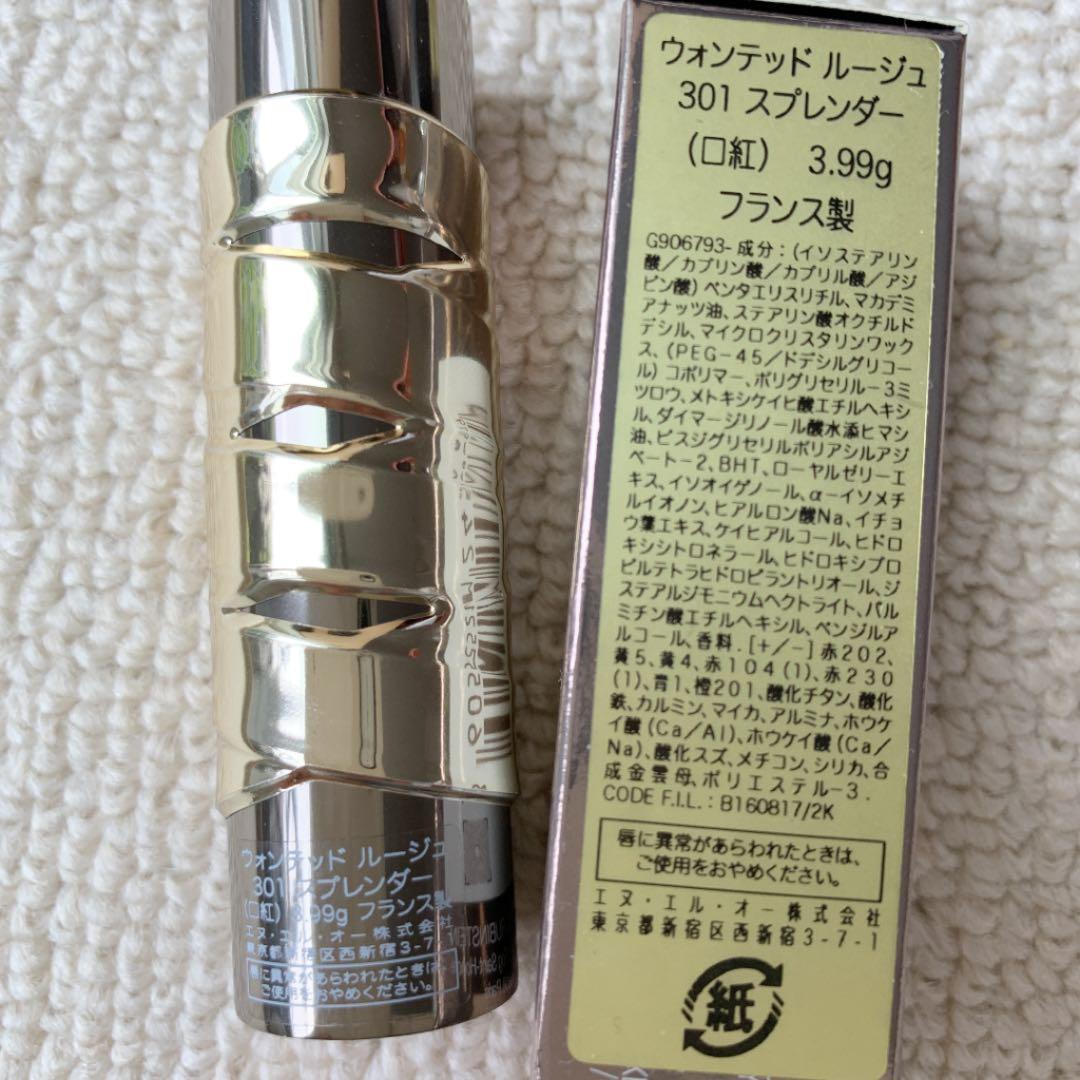 ウォンテッド ルージュ
301 スプレンダー
(口紅) 3.99g
フランス製
G906793-成分:(イソステアリン
酸/カプリン酸/カプリル酸/アジ
ピン酸)ペンタエリスリチル、マカデミ
アナッツ油、ステアリン酸オクチルド
デシル、マイクロクリスタリンワック
ス、(PEG-45/ドデシルグリコー
ル)コポリマー、ポリグリセリル-3ミ
ツロウ、メトキシケイヒ酸エチルヘキシ
ル、ダイマージリノール酸水添ヒマシ
油、ビスジグリセリルポリアシルアジ
ペート-2、BHT、ローヤルゼリーエ
キス、イソオイゲノール、α-イソメチ
ルイオノン、ヒアルロン酸Na、イチョ
ウ葉エキス、ケイヒアルコール、ヒドロ
キシシトロネラール、ヒドロキシプロ
ピルテトラヒドロピラントリオール、ジ
ステアルジモニウムヘクトライト、パル
ミチン酸エチルヘキシル、ベンジルア
ルコール、香料.[+/-]赤202、
黄5、黄4、赤104(1)、赤230
(1)、青1、橙201、酸化チタン、酸化
鉄、カルミン、マイカ、アルミナ、ホウケ
イ酸(Ca/Al)、ホウケイ酸(Ca/
Na)、酸化スズ、メチコン、シリカ、合
成金雲母、ポリエステル-3.
CODE F.I.L.:B160817/2K
唇に異常があらわれたときは、
ご使用をおやめください。
エヌ・エル・オー株式会社
東京都新宿区西新宿3-7-1
紙
ウォンテッド ルージュ
301 スプレンダー
(口紅) 3.99g フランス製
エヌ・エル・オー株式会社
東京都新宿区西新宿3-7
唇に異常があらわれたときは、
ご使用をおやめください。